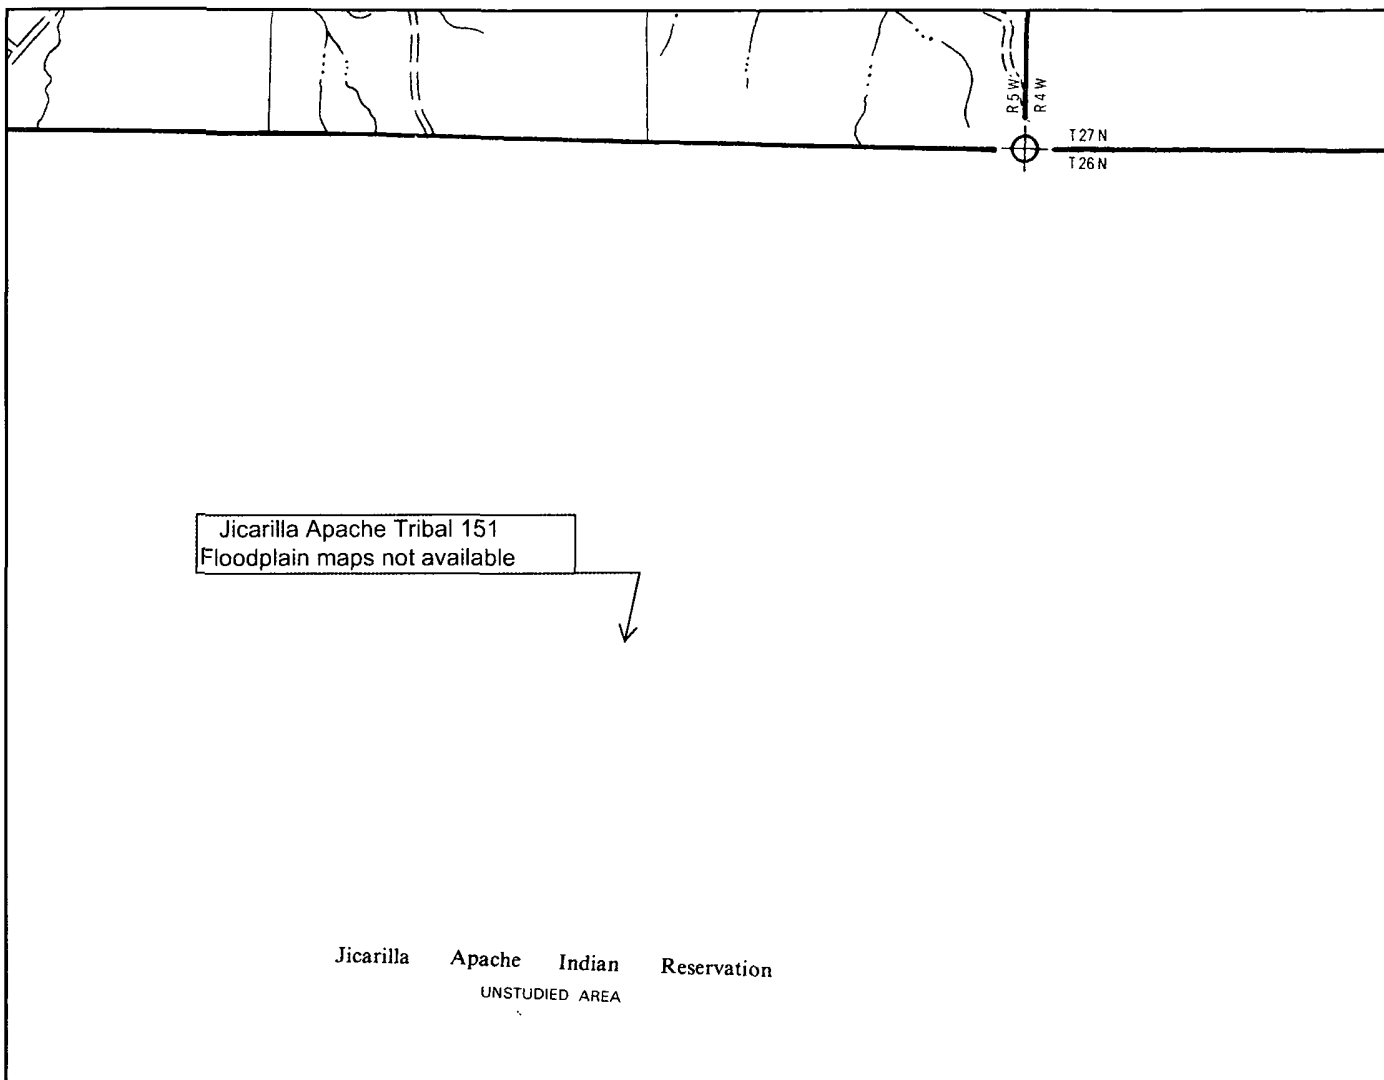 R 5 W
R 4 W
T 27 N
T 26 N
Jicarilla Apache Tribal 151
Floodplain maps not available
Jicarilla Apache Indian Reservation
UNSTUDIED AREA